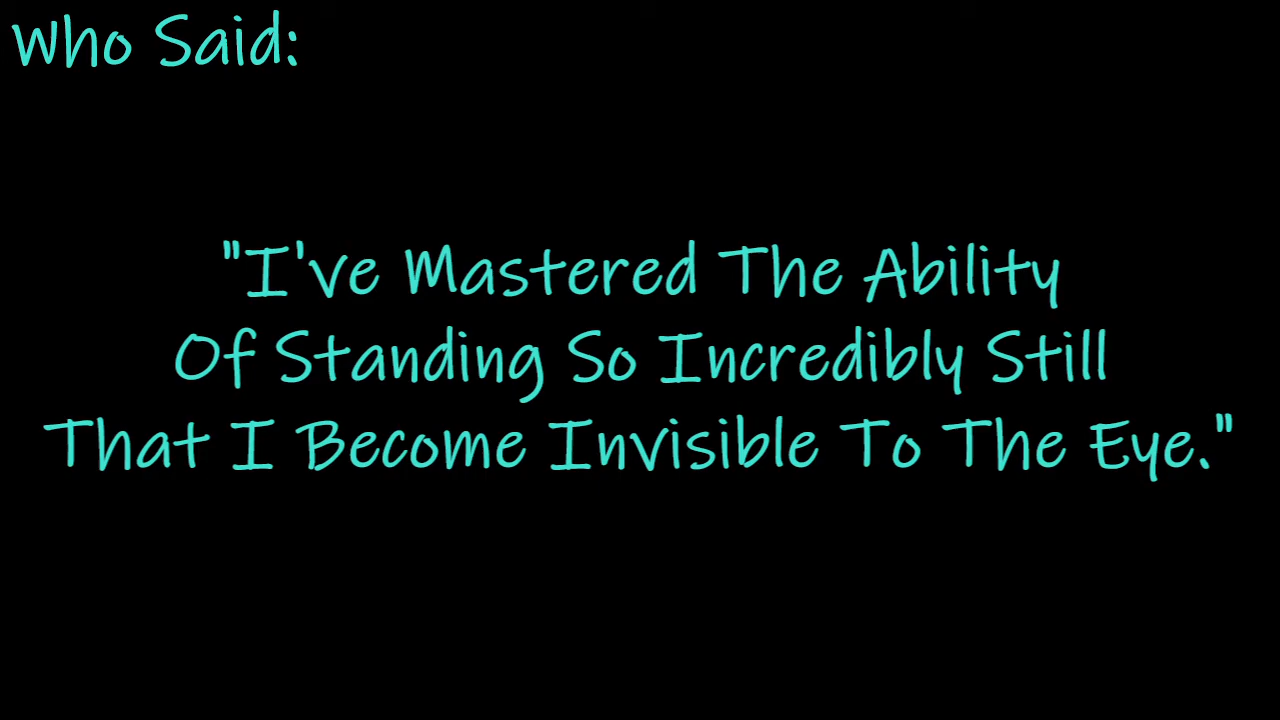 Who Said:
"I've Mastered The Ability
Of Standing So Incredibly Still
That I Become Invisible To The Eye."